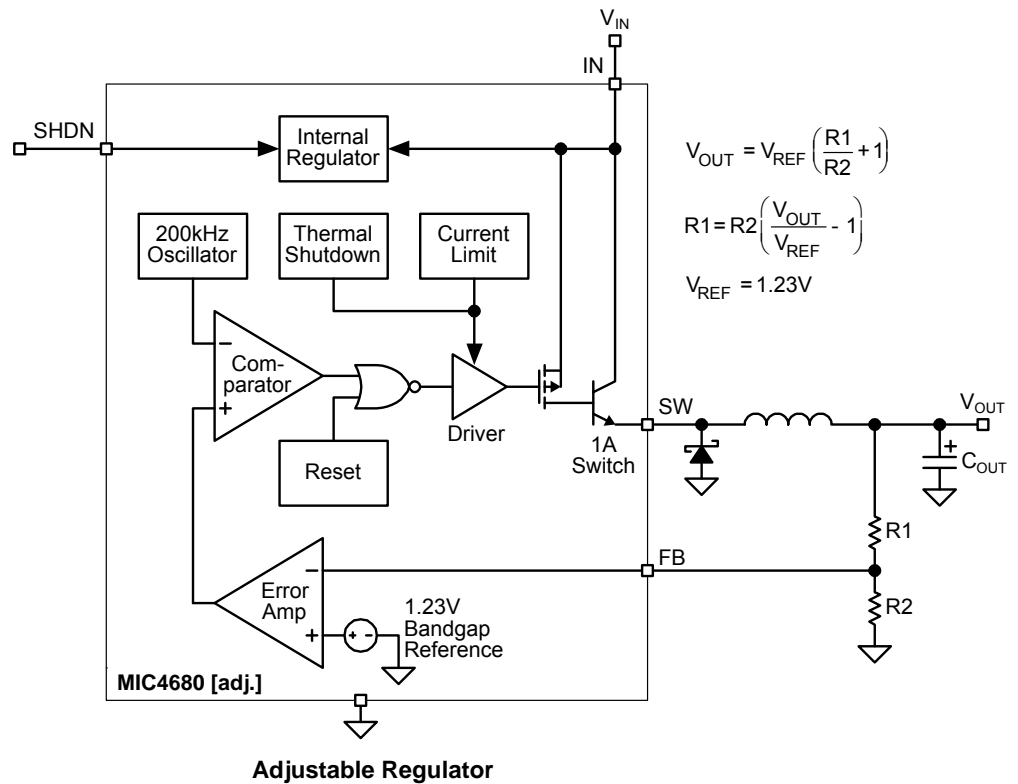 V_IN
IN
SHDN
Internal
Regulator
V_OUT = V_REF (R1/R2 + 1)
R1 = R2 (V_OUT/V_REF - 1)
V_REF = 1.23V
200kHz
Oscillator
Thermal
Shutdown
Current
Limit
−
Com-
parator
+
Driver
Reset
1A
Switch
SW
V_OUT
+
C_OUT
R1
FB
R2
−
Error
Amp
+
+ -
1.23V
Bandgap
Reference
MIC4680 [adj.]
Adjustable Regulator